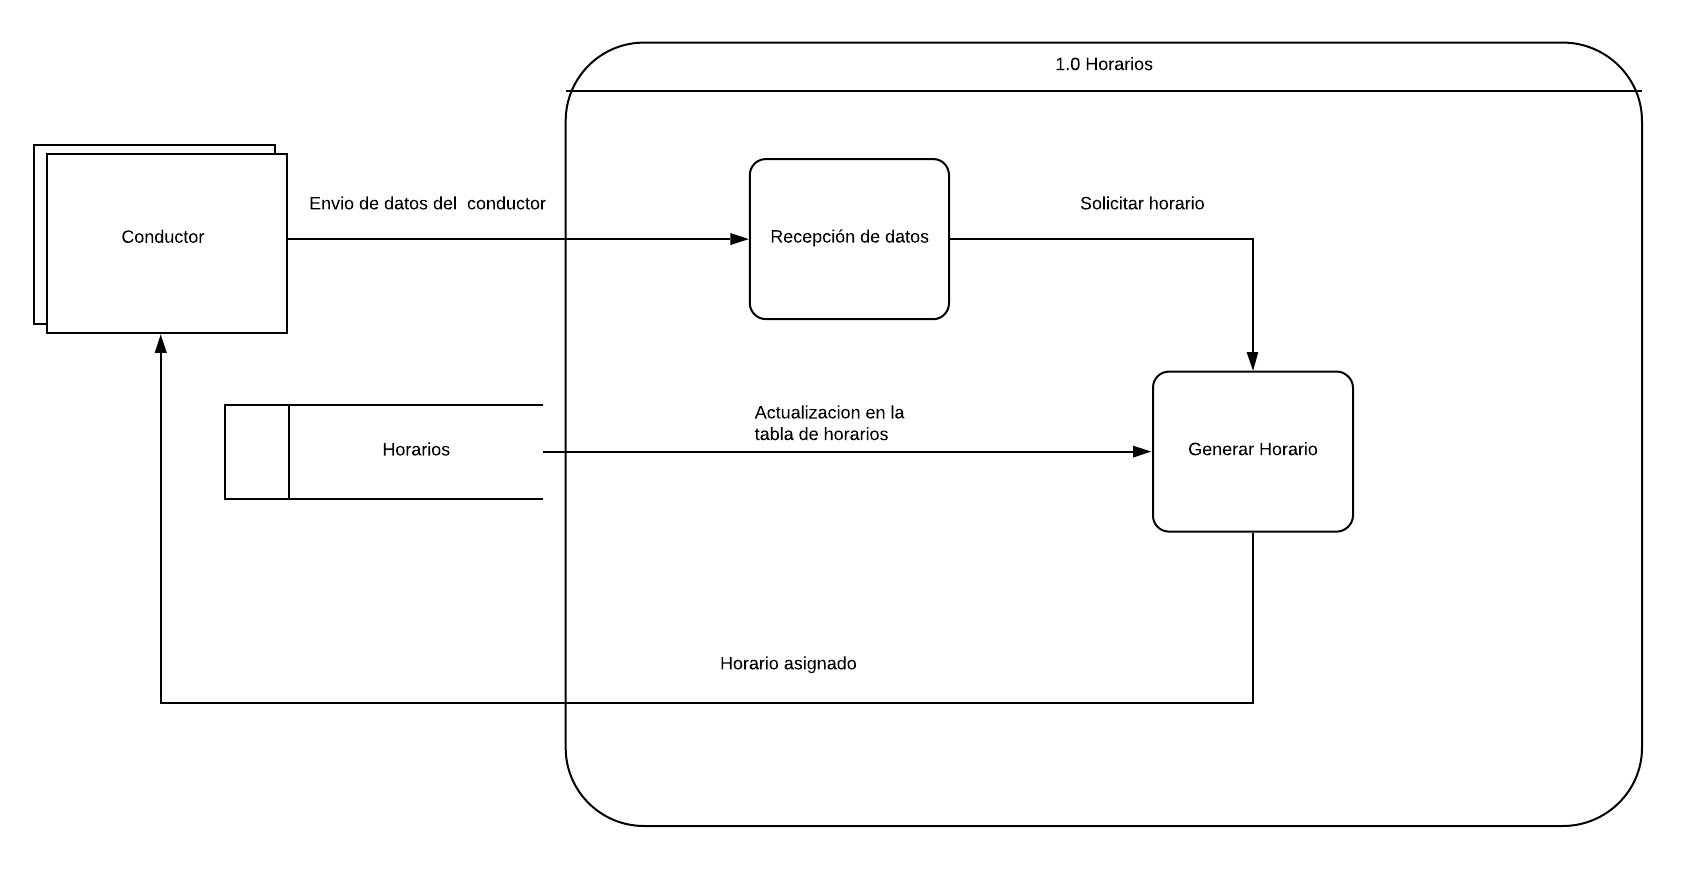 1.0 Horarios
Envio de datos del  conductor
Solicitar horario
Conductor
Recepción de datos
Actualizacion en la
tabla de horarios
Horarios
Generar Horario
Horario asignado